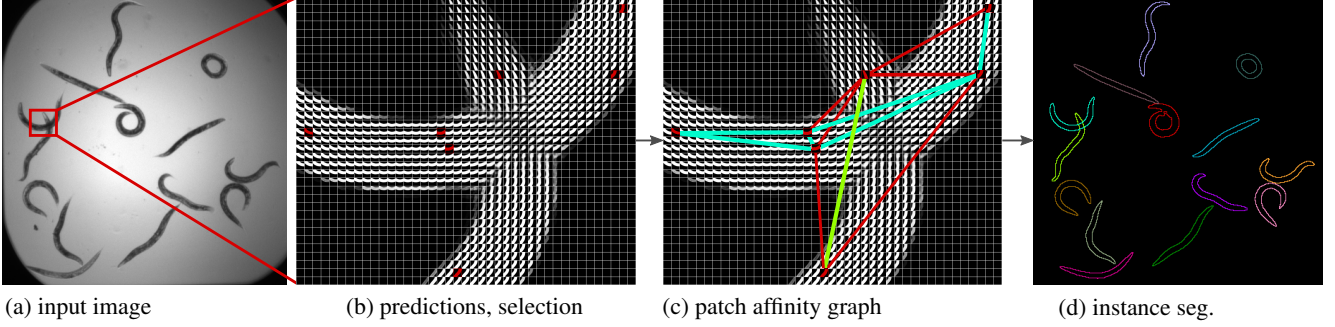 (a) input image
(b) predictions, selection
(c) patch affinity graph
(d) instance seg.